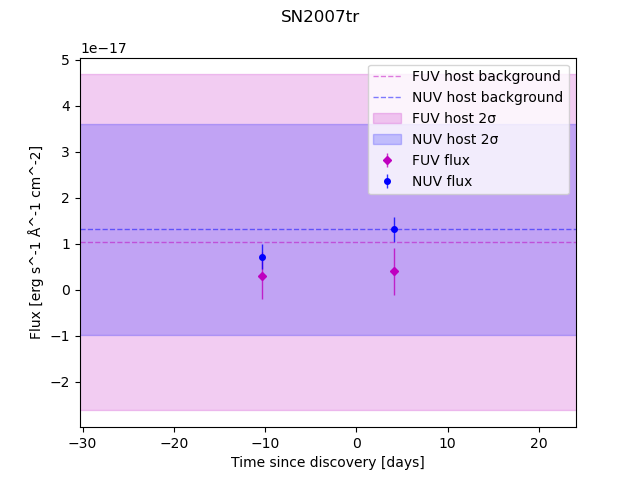 SN2007tr
1e−17
FUV host background
NUV host background
FUV host 2σ
NUV host 2σ
FUV flux
NUV flux
5
4
3
2
1
0
−1
−2
Flux [erg s^-1 Å^-1 cm^-2]
−30 −20 −10 0 10 20
Time since discovery [days]